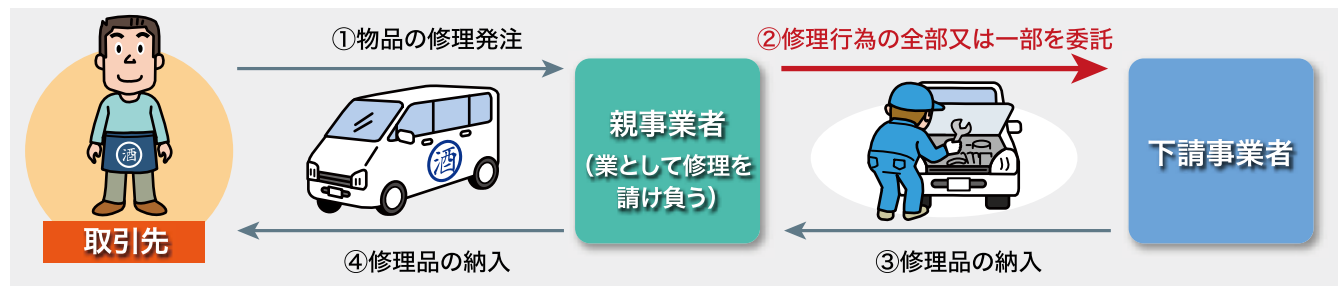 ①物品の修理発注
②修理行為の全部又は一部を委託
酒
酒
親事業者
（業として修理を
請け負う）
下請事業者
取引先
④修理品の納入
③修理品の納入